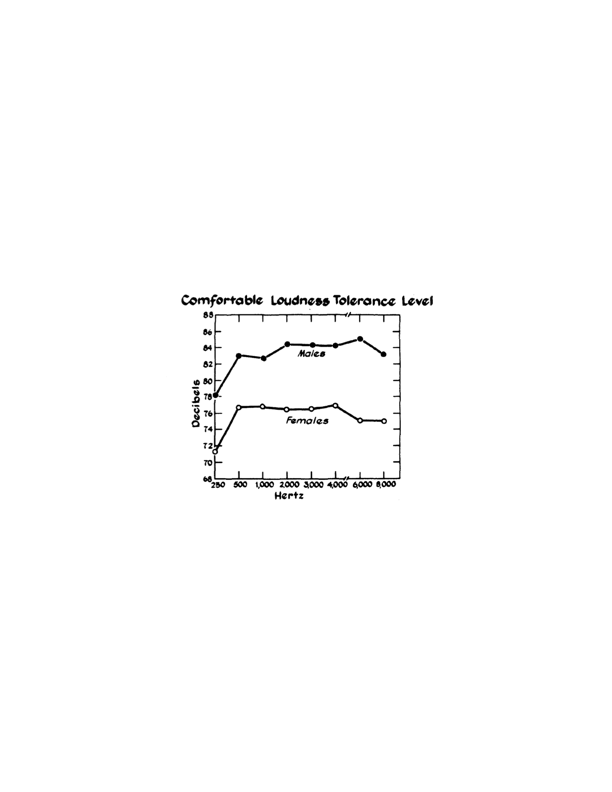 Comfortable Loudness Tolerance Level
88
86
84
82
80
78
76
74
72
70
68
Decibels
Males
Females
250 500 1,000 2,000 3,000 4,000 6,000 8,000
Hertz